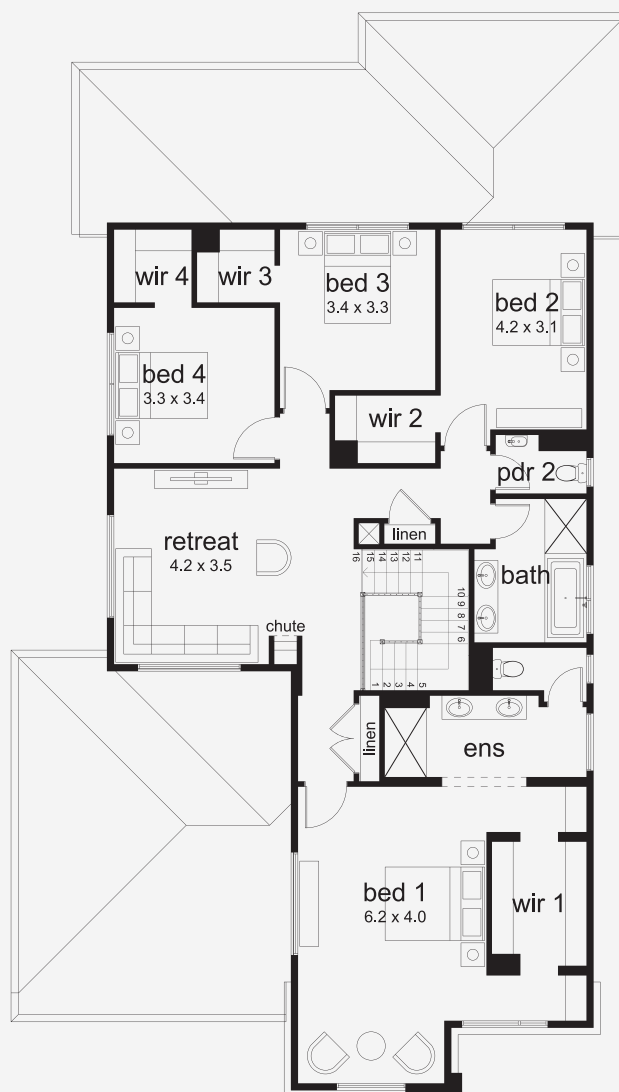 wir 4
wir 3
bed 3
3.4 x 3.3
bed 2
4.2 x 3.1
bed 4
3.3 x 3.4
wir 2
pdr 2
retreat
4.2 x 3.5
linen
bath
16
15
14
13
12
11
10
9
8
7
6
chute
1
2
3
4
5
linen
ens
bed 1
6.2 x 4.0
wir 1